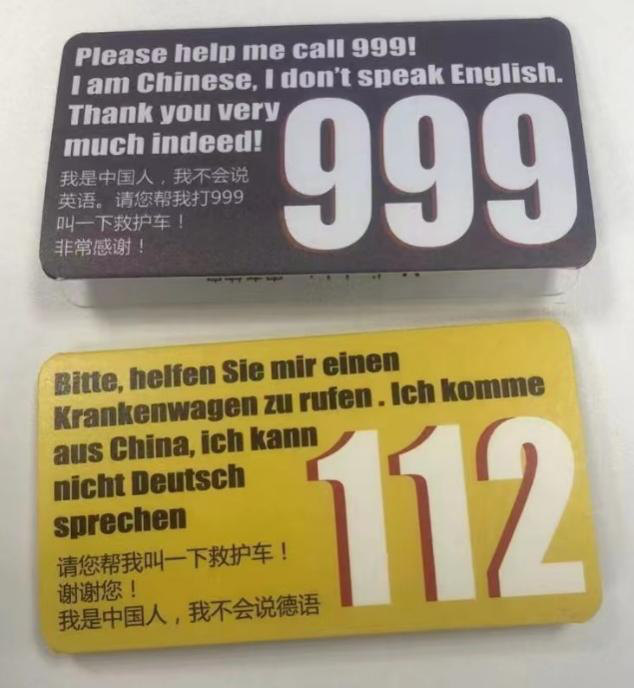 Please help me call 999!
I am Chinese, I don't speak English.
Thank you very
much indeed!
999
我是中国人，我不会说
英语。请您帮我打999
叫一下救护车！
非常感谢！
Bitte, helfen Sie mir einen
Krankenwagen zu rufen . Ich komme
aus China, ich kann
nicht Deutsch
sprechen
112
请您帮我叫一下救护车！
谢谢您！
我是中国人，我不会说德语